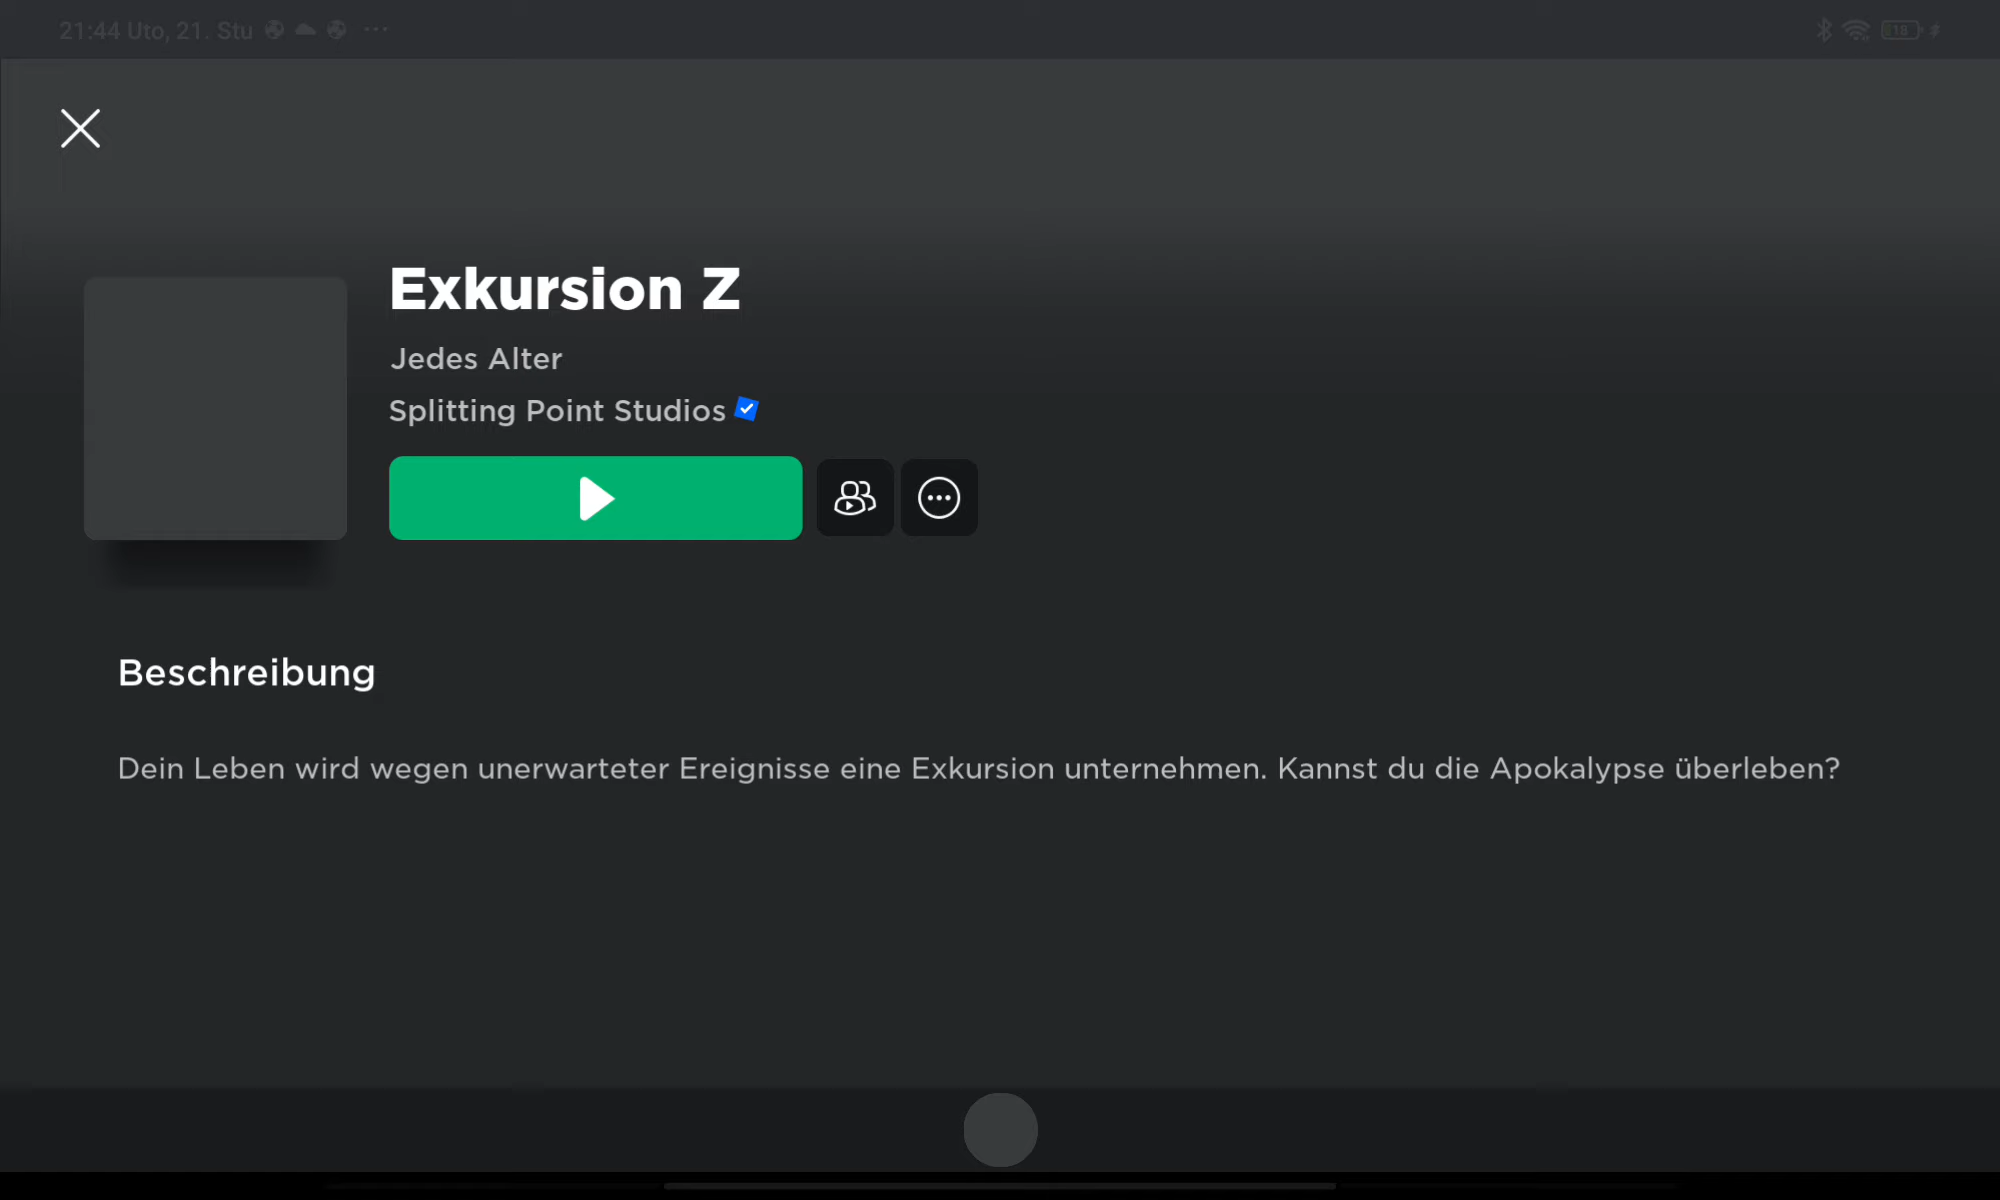 21:44 Uto, 21. Stu
18
Exkursion Z
Jedes Alter
Splitting Point Studios
Beschreibung
Dein Leben wird wegen unerwarteter Ereignisse eine Exkursion unternehmen. Kannst du die Apokalypse überleben?